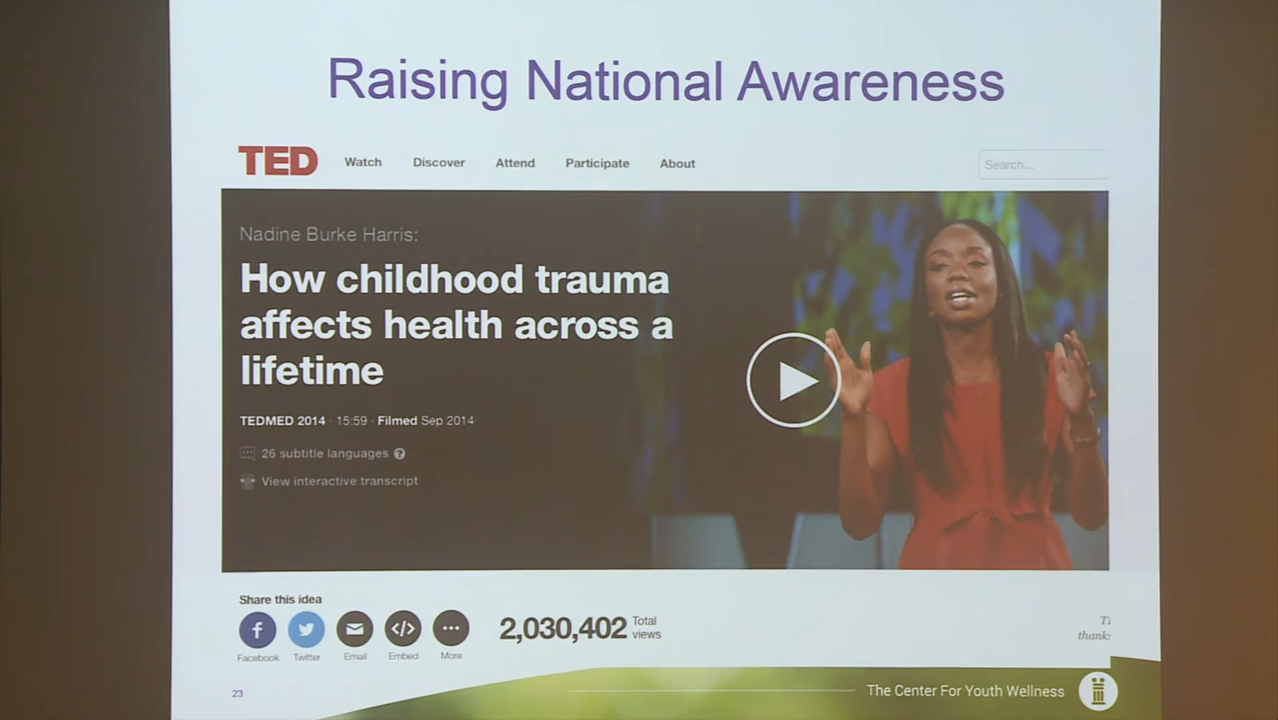 Raising National Awareness
TED Watch Discover Attend Participate About Search...
Nadine Burke Harris:
How childhood trauma
affects health across a
lifetime
TEDMED 2014 · 15:59 · Filmed Sep 2014
26 subtitle languages ?
View interactive transcript
Share this idea
f </> ... 2,030,402 Total
views
Facebook Twitter Email Embed More
23 The Center For Youth Wellness